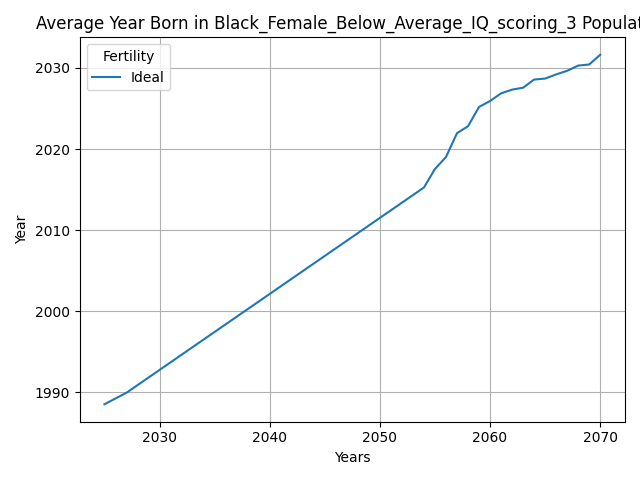 Average Year Born in Black_Female_Below_Average_IQ_scoring_3 Populat
Fertility
Ideal
2030
2020
2010
2000
1990
Year
2030 2040 2050 2060 2070
Years